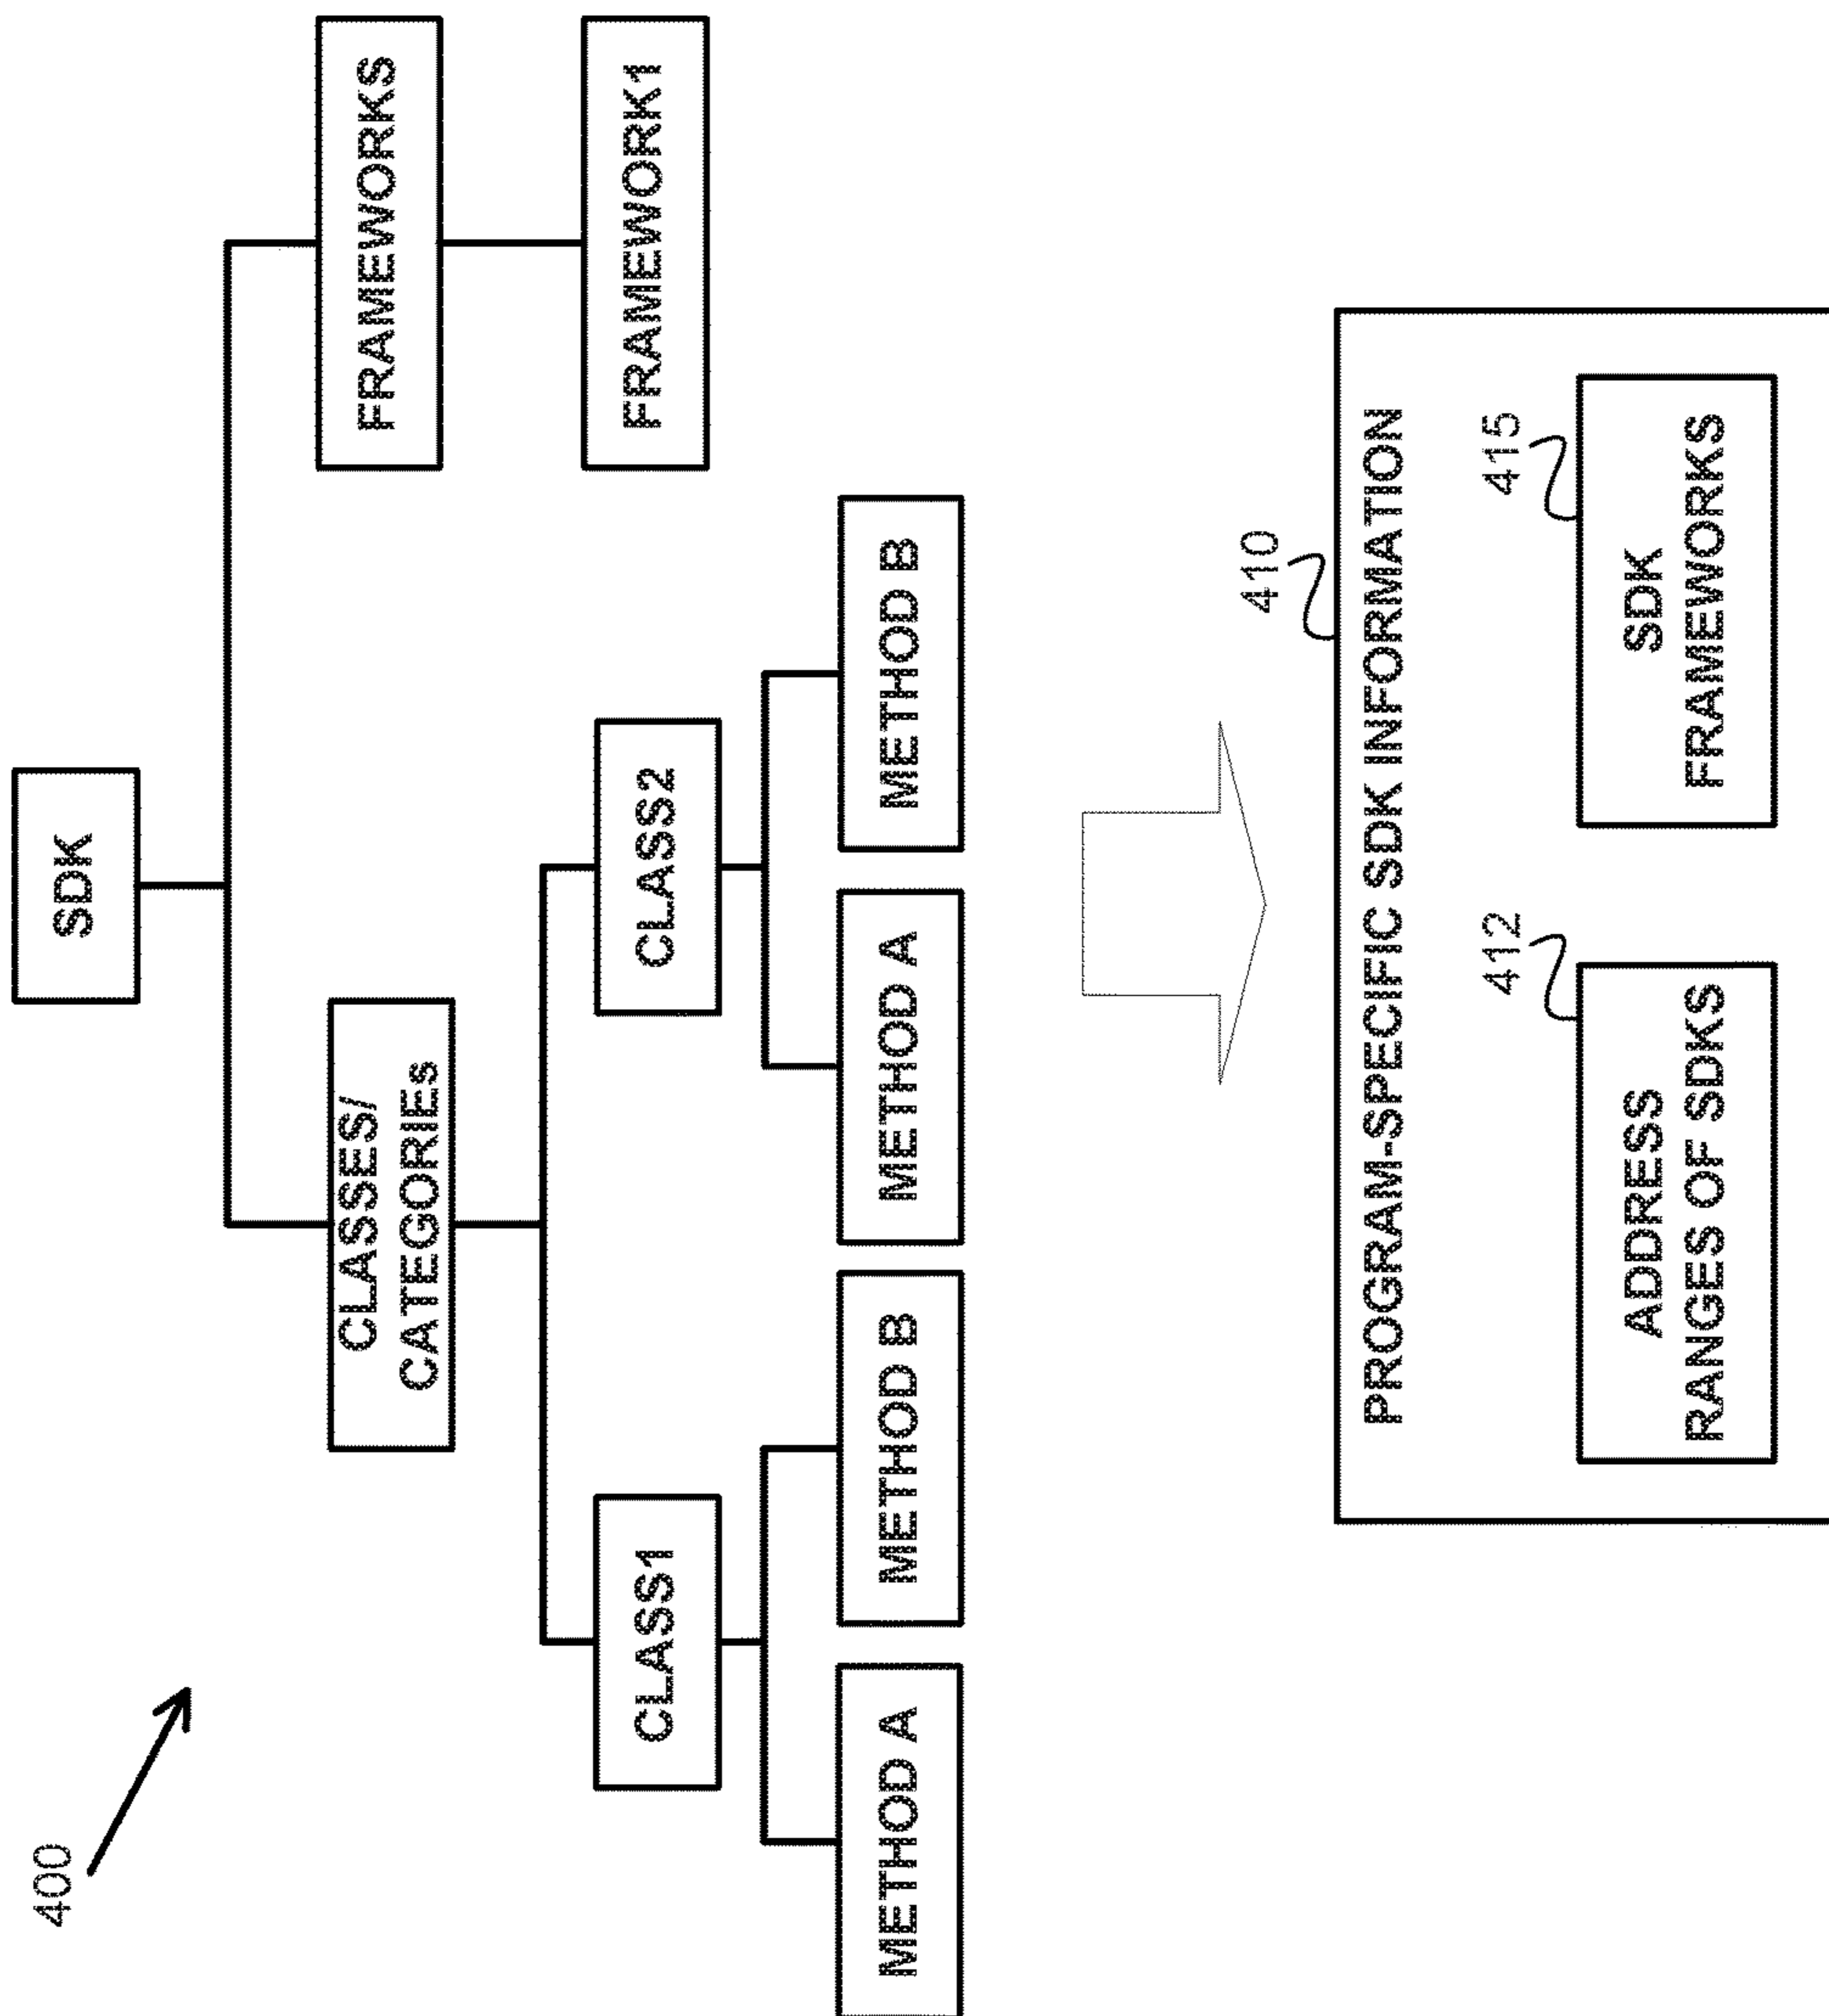 400
SDK
CLASSES/
CATEGORIEs
FRAMEWORKS
CLASS1
CLASS2
FRAMEWORK1
METHOD A
METHOD B
METHOD A
METHOD B
410
PROGRAM-SPECIFIC SDK INFORMATION
412
415
ADDRESS
RANGES OF SDKS
SDK
FRAMEWORKS